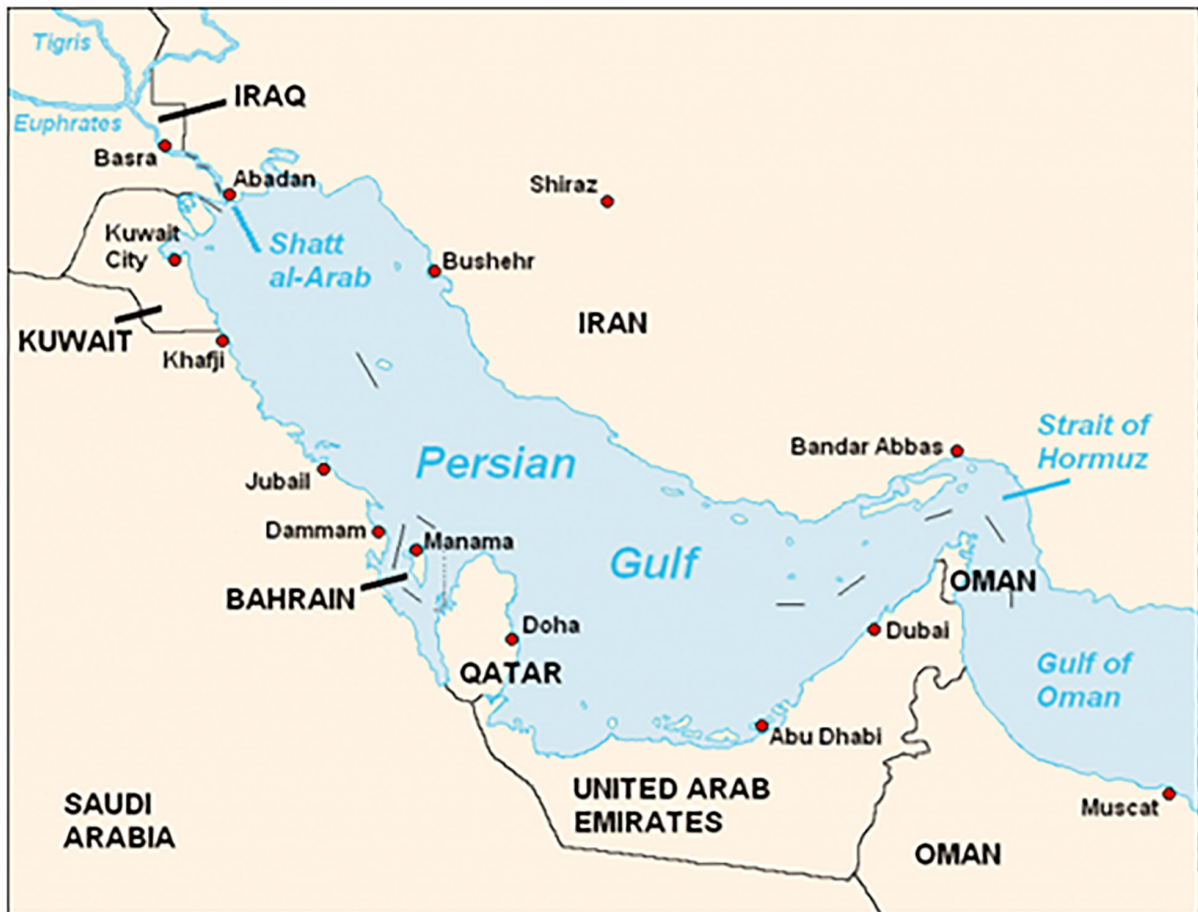 Tigris
IRAQ
Euphrates
Basra
Abadan
Shiraz
Kuwait
City
Shatt
al-Arab
Bushehr
IRAN
KUWAIT
Khafji
Strait of
Hormuz
Bandar Abbas
Persian
Jubail
Dammam
Manama
Gulf
OMAN
BAHRAIN
Doha
Dubai
QATAR
Gulf of
Oman
Abu Dhabi
UNITED ARAB
EMIRATES
SAUDI
ARABIA
Muscat
OMAN